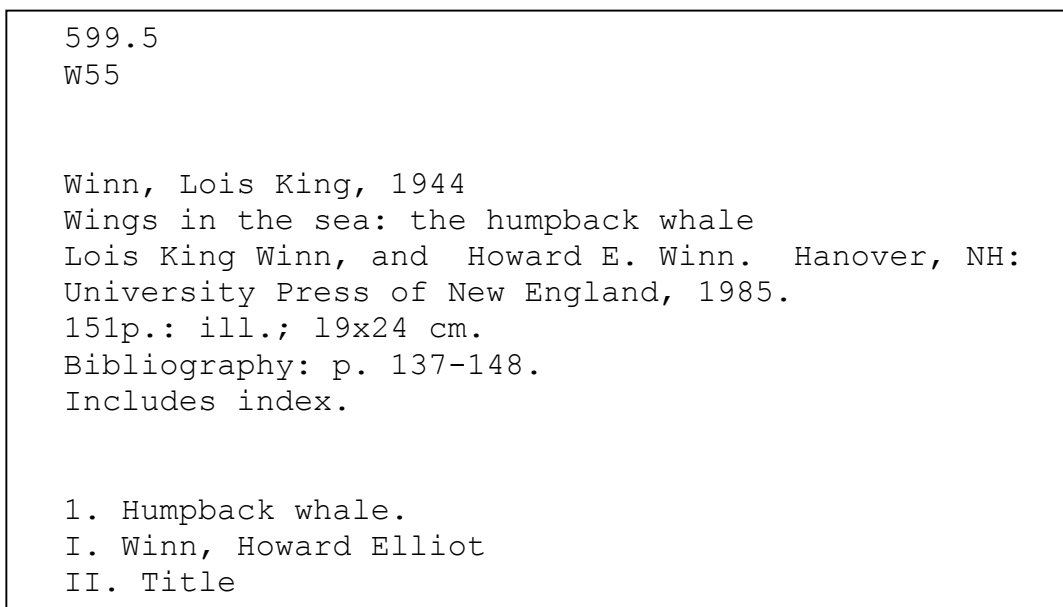 599.5
W55
Winn, Lois King, 1944
Wings in the sea: the humpback whale
Lois King Winn, and  Howard E. Winn.  Hanover, NH:
University Press of New England, 1985.
151p.: ill.; l9x24 cm.
Bibliography: p. 137-148.
Includes index.
1. Humpback whale.
I. Winn, Howard Elliot
II. Title